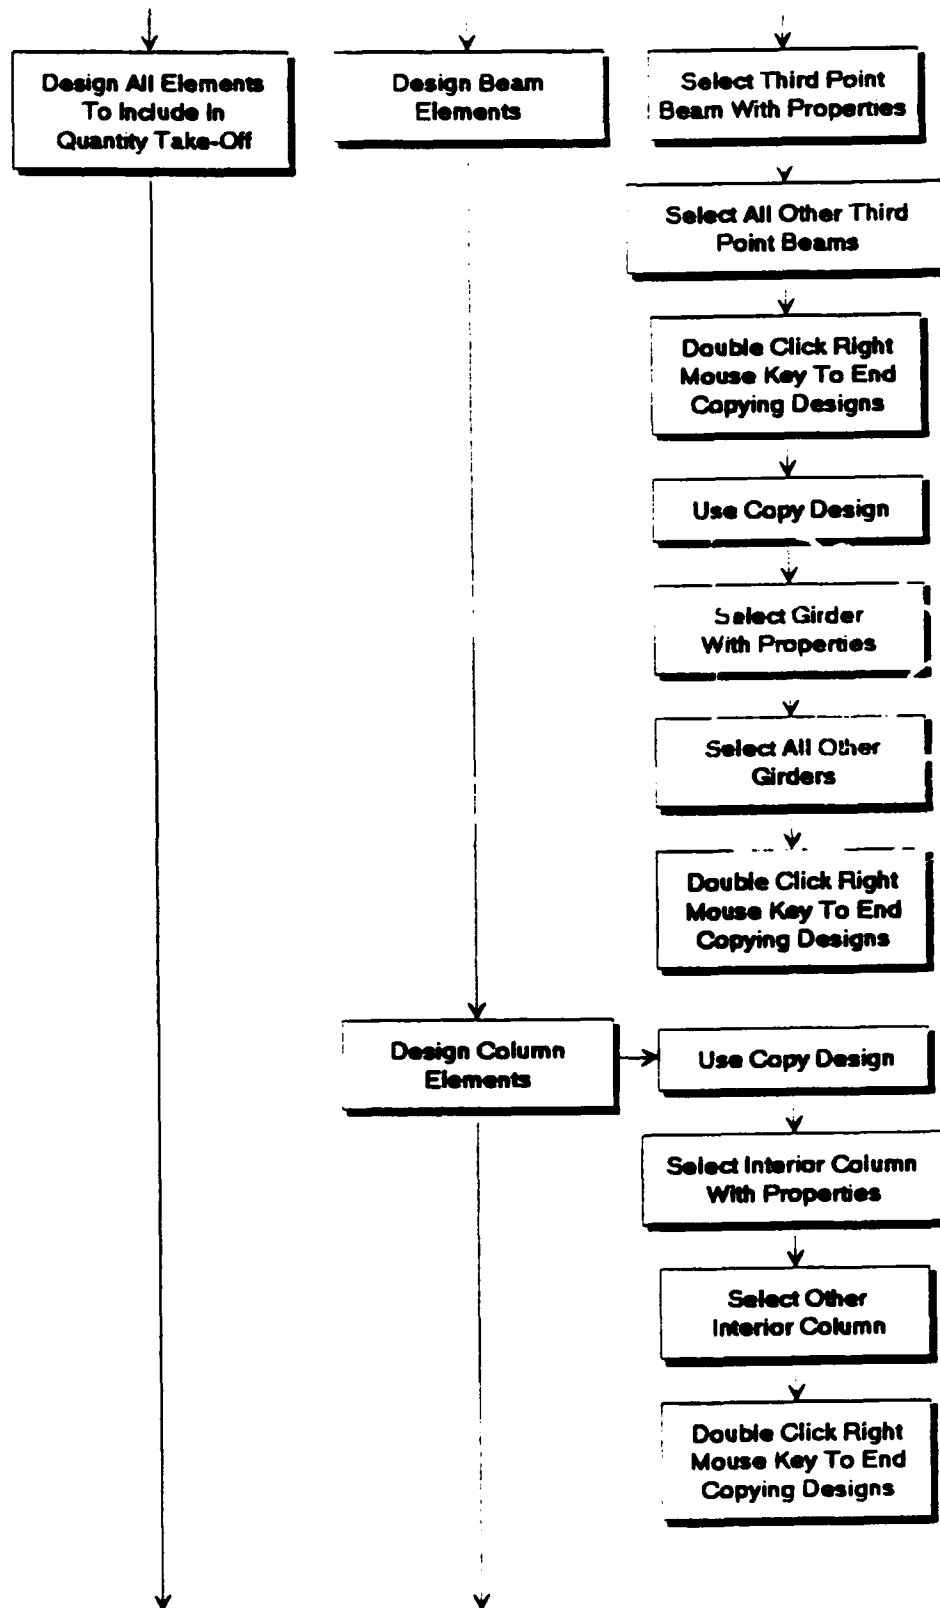 Design All Elements
To Include In
Quantity Take-Off
Design Beam
Elements
Select Third Point
Beam With Properties
Select All Other Third
Point Beams
Double Click Right
Mouse Key To End
Copying Designs
Use Copy Design
Select Girder
With Properties
Select All Other
Girders
Double Click Right
Mouse Key To End
Copying Designs
Design Column
Elements
Use Copy Design
Select Interior Column
With Properties
Select Other
Interior Column
Double Click Right
Mouse Key To End
Copying Designs